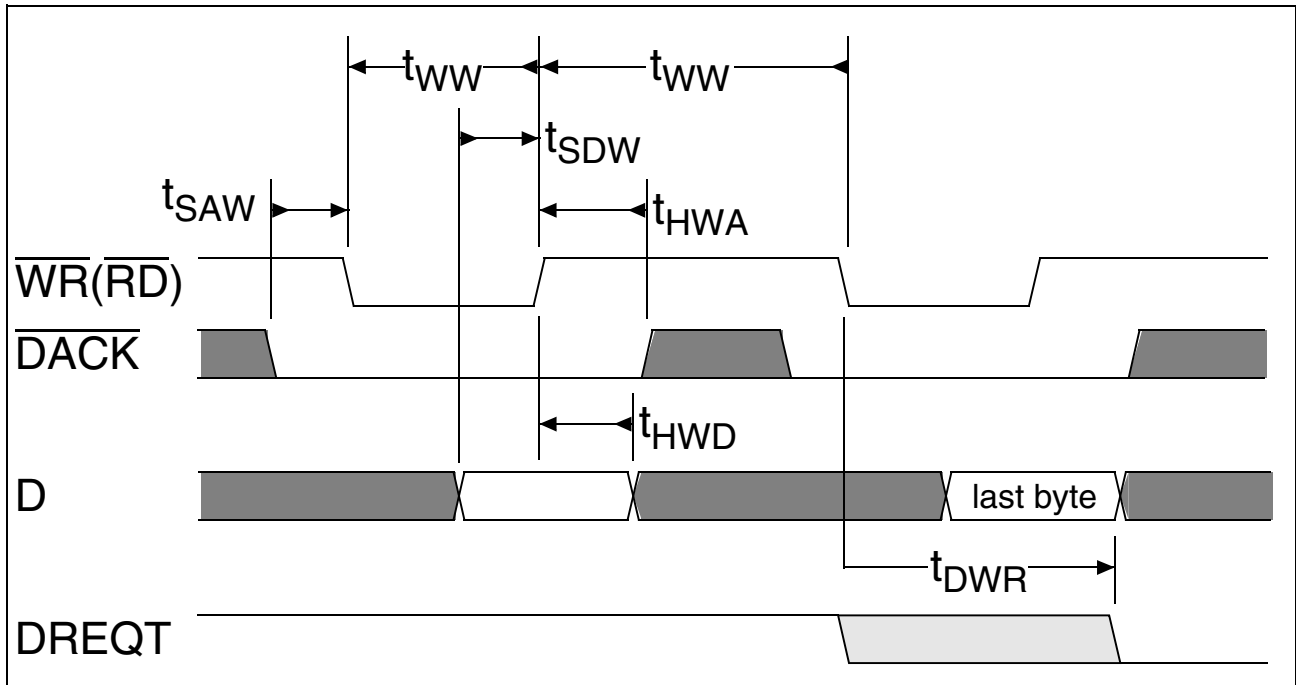 tWW tWW
tSDW
tSAW
tHWA
WR(RD)
DACK
tHWD
D
last byte
tDWR
DREQT